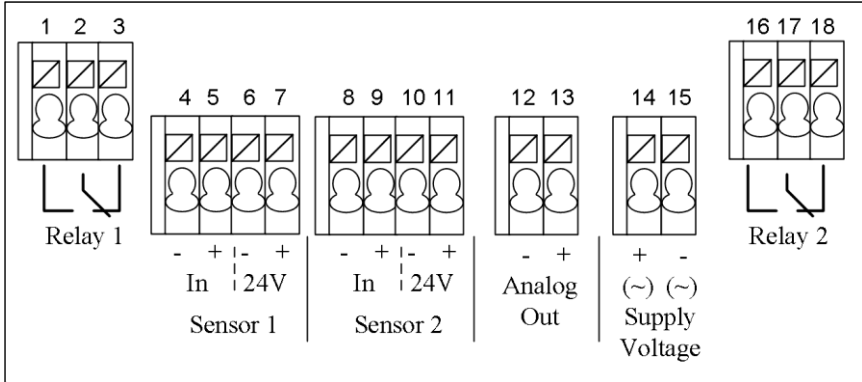 1 2 3
16 17 18
4 5 6 7
8 9 10 11
12 13
14 15
Relay 1
Relay 2
- + - +
- + - +
- +
+ -
In 24V
In 24V
Analog
Out
(~) (~)
Supply
Voltage
Sensor 1
Sensor 2